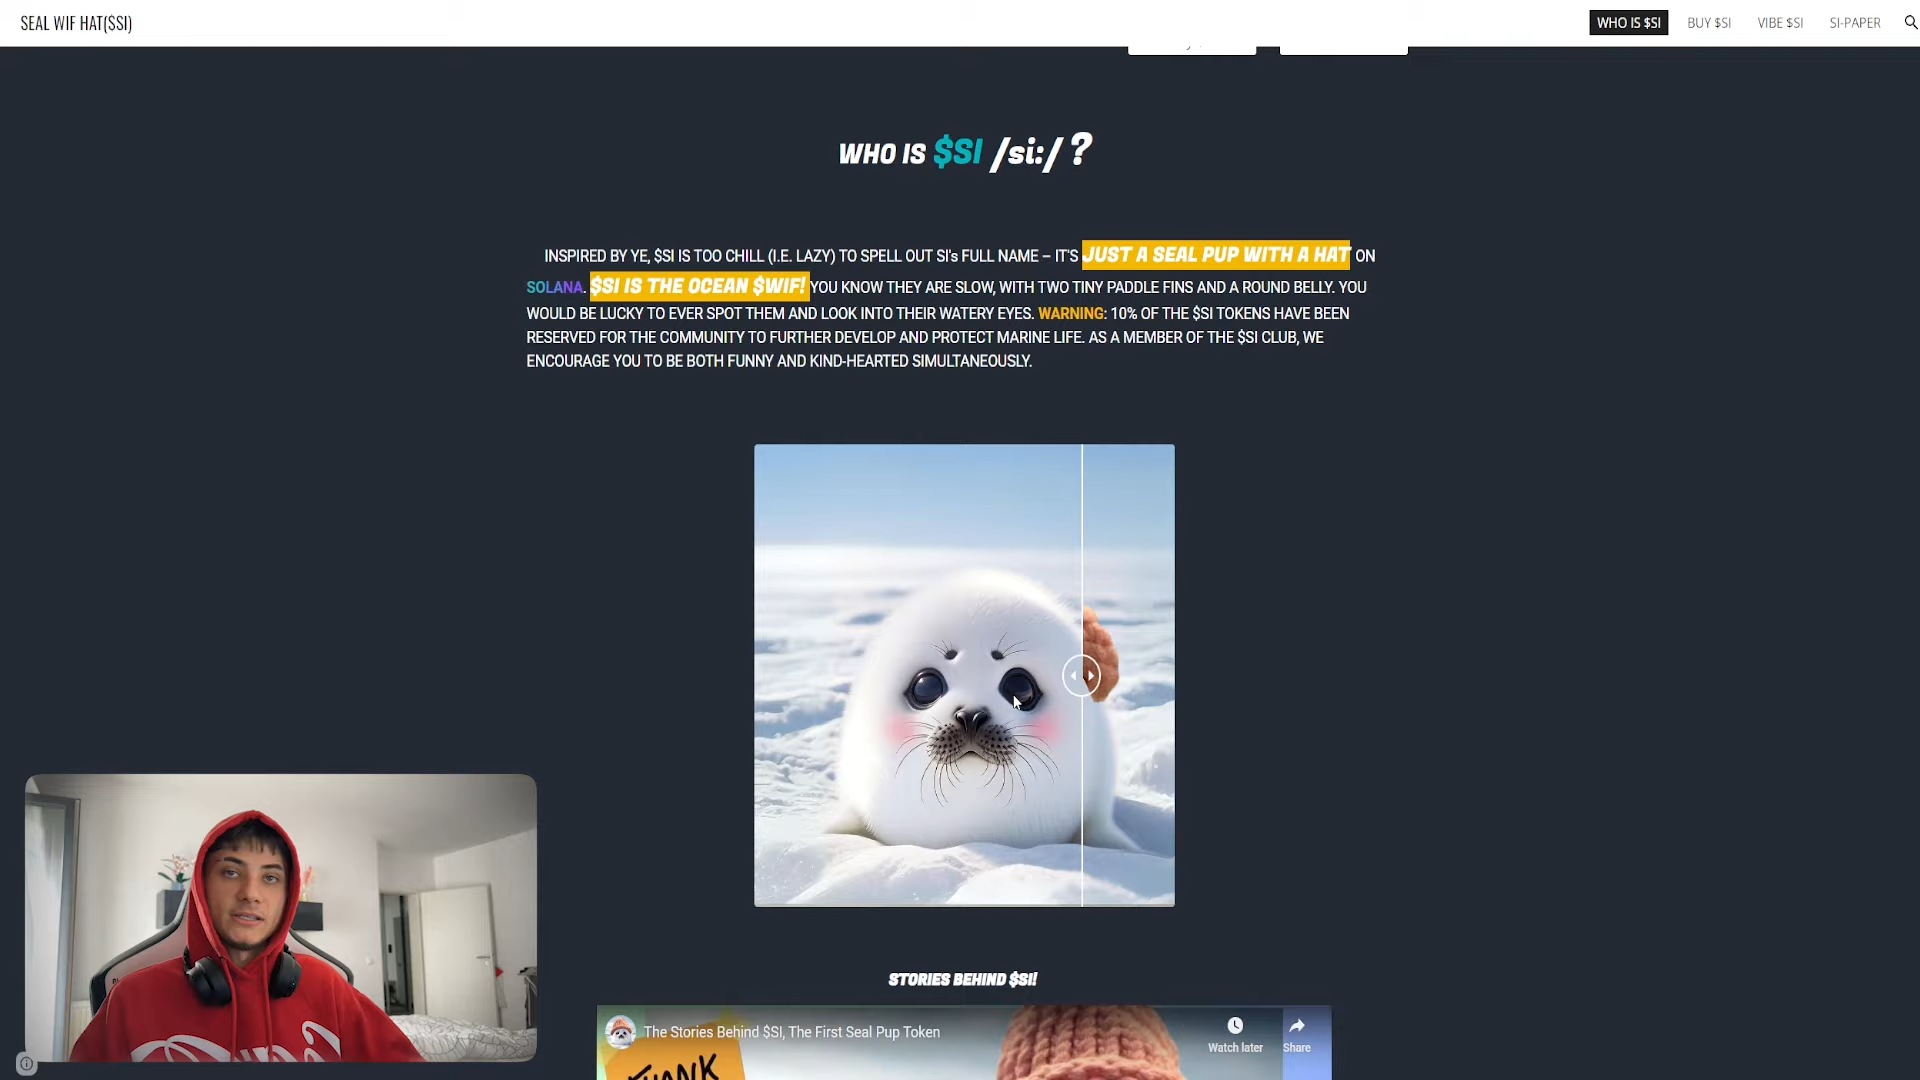 SEAL WIF HAT($SI)
WHO IS $SI
BUY $SI
VIBE $SI
SI-PAPER
WHO IS $SI /si:/ ?
INSPIRED BY YE, $SI IS TOO CHILL (I.E. LAZY) TO SPELL OUT SI's FULL NAME – IT'S JUST A SEAL PUP WITH A HAT ON
SOLANA. $SI IS THE OCEAN $WIF! YOU KNOW THEY ARE SLOW, WITH TWO TINY PADDLE FINS AND A ROUND BELLY. YOU
WOULD BE LUCKY TO EVER SPOT THEM AND LOOK INTO THEIR WATERY EYES. WARNING: 10% OF THE $SI TOKENS HAVE BEEN
RESERVED FOR THE COMMUNITY TO FURTHER DEVELOP AND PROTECT MARINE LIFE. AS A MEMBER OF THE $SI CLUB, WE
ENCOURAGE YOU TO BE BOTH FUNNY AND KIND-HEARTED SIMULTANEOUSLY.
STORIES BEHIND $SI!
The Stories Behind $SI, The First Seal Pup Token
Watch later
Share
THANK